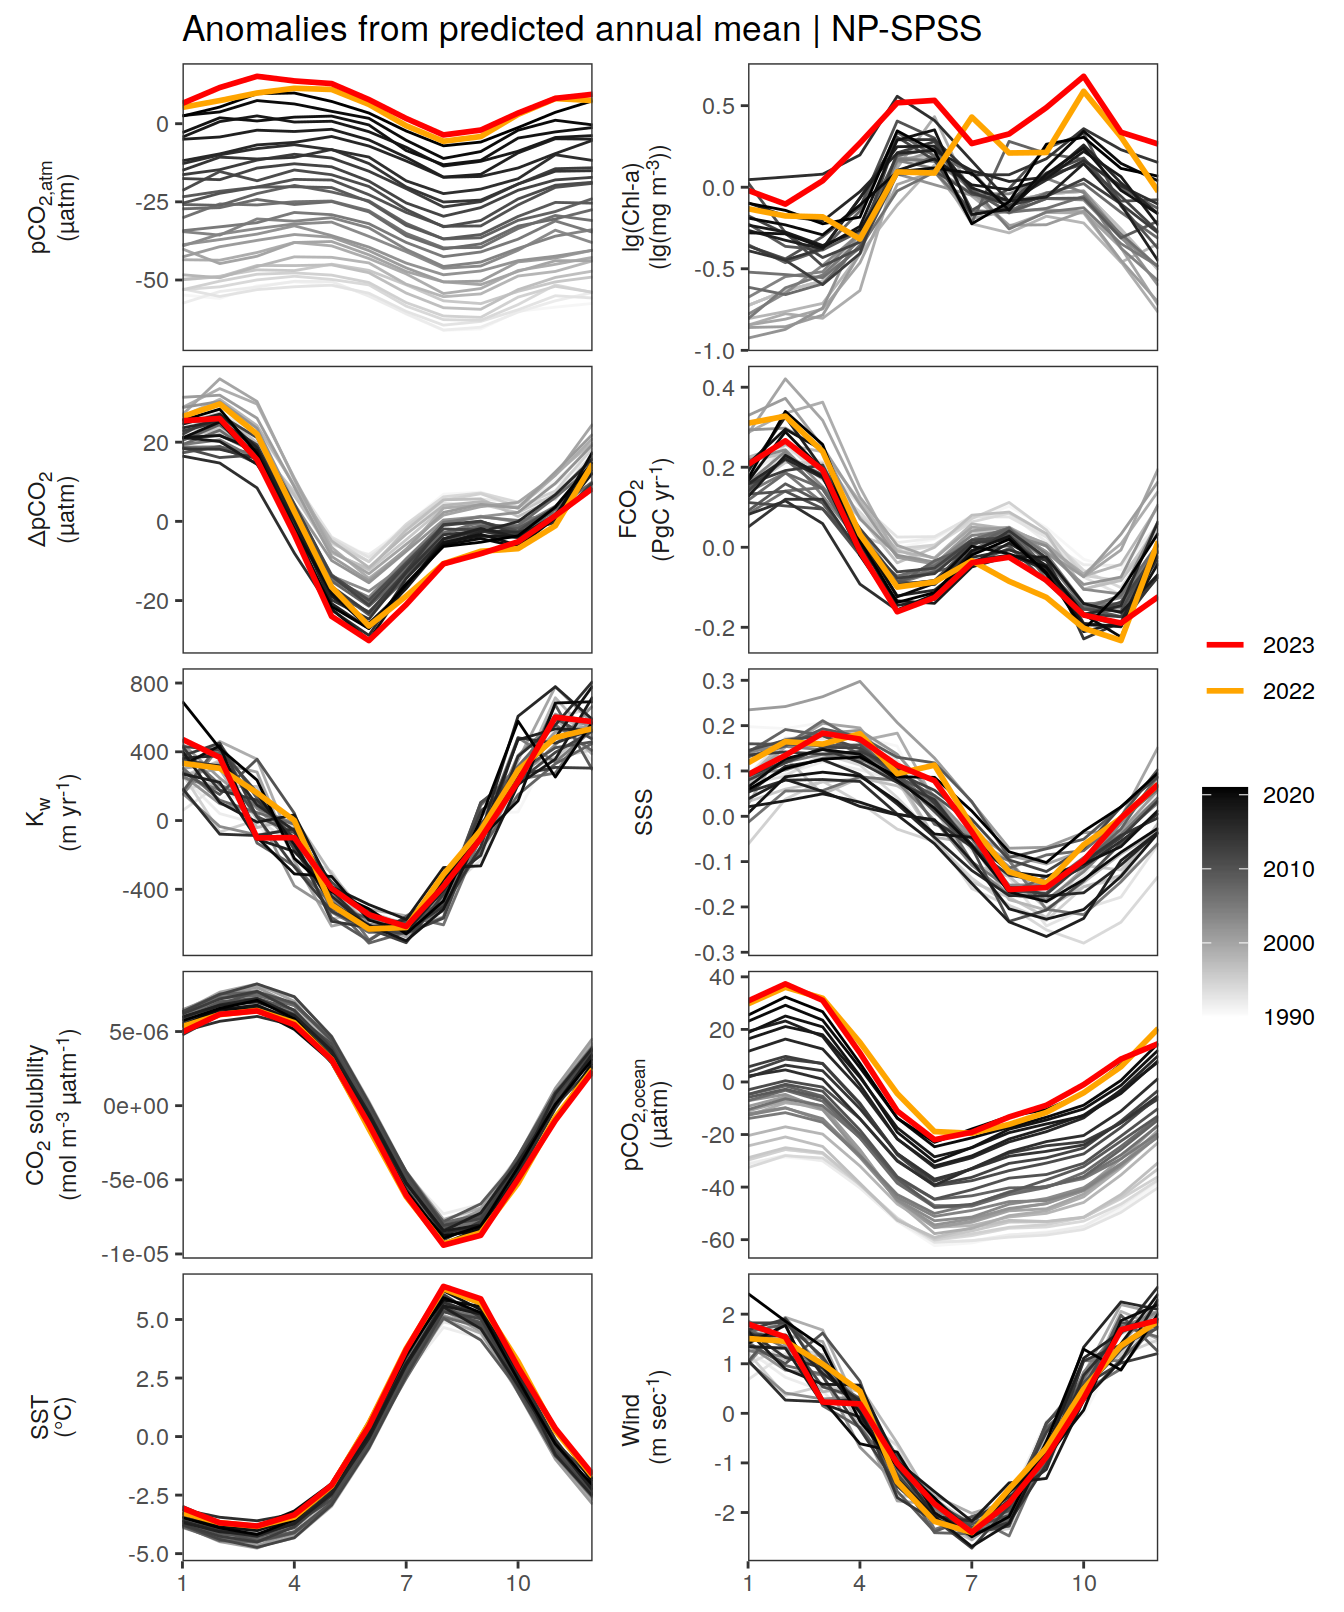 Anomalies from predicted annual mean | NP-SPSS
pCO2,atm
(µatm)
0
-25
-50
lg(Chl-a)
(lg(mg m-3))
0.5
0.0
-0.5
-1.0
ΔpCO2
(µatm)
20
0
-20
FCO2
(PgC yr-1)
0.4
0.2
0.0
-0.2
Kw
(m yr-1)
800
400
0
-400
SSS
0.3
0.2
0.1
0.0
-0.1
-0.2
-0.3
CO2 solubility
(mol m-3 µatm-1)
5e-06
0e+00
-5e-06
-1e-05
pCO2,ocean
(µatm)
40
20
0
-20
-40
-60
SST
(°C)
5.0
2.5
0.0
-2.5
-5.0
1 4 7 10
Wind
(m sec-1)
2
1
0
-1
-2
1 4 7 10
2023
2022
2020
2010
2000
1990